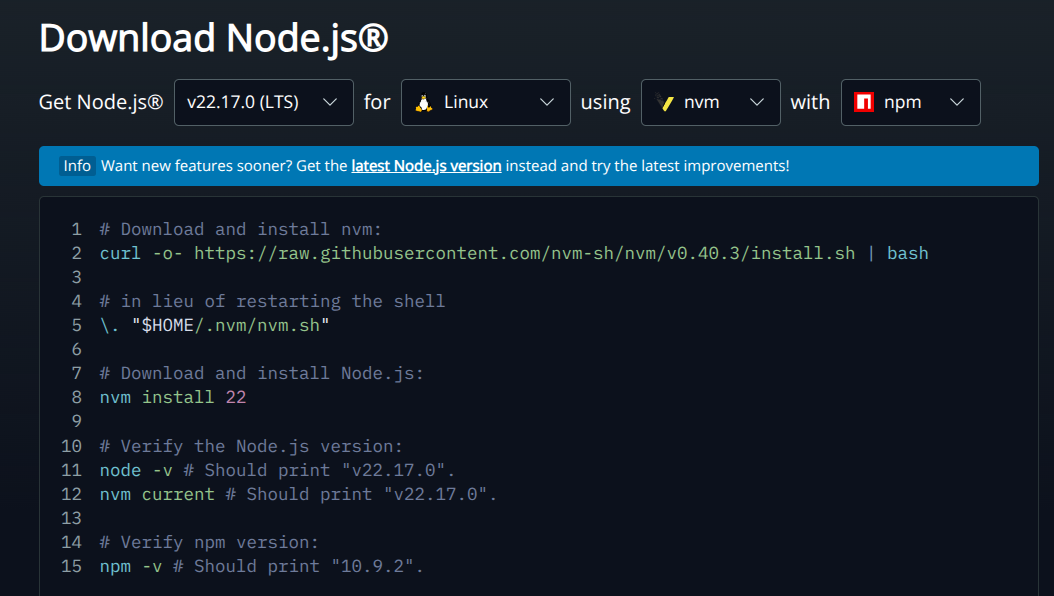 Download Node.js®
Get Node.js® v22.17.0 (LTS) for Linux using nvm with npm
Info Want new features sooner? Get the latest Node.js version instead and try the latest improvements!
1 # Download and install nvm:
2 curl -o- https://raw.githubusercontent.com/nvm-sh/nvm/v0.40.3/install.sh | bash
3
4 # in lieu of restarting the shell
5 \. "$HOME/.nvm/nvm.sh"
6
7 # Download and install Node.js:
8 nvm install 22
9
10 # Verify the Node.js version:
11 node -v # Should print "v22.17.0".
12 nvm current # Should print "v22.17.0".
13
14 # Verify npm version:
15 npm -v # Should print "10.9.2".